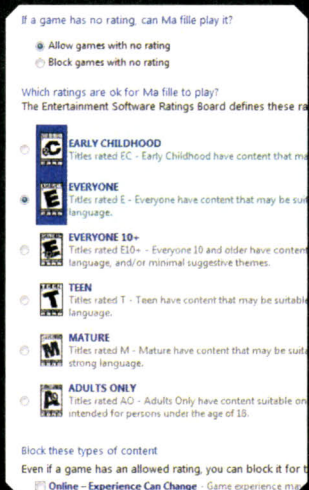 If a game has no rating, can Ma fille play it?
Allow games with no rating
Block games with no rating
Which ratings are ok for Ma fille to play?
The Entertainment Software Ratings Board defines these ra
EARLY CHILDHOOD
Titles rated EC - Early Childhood have content that ma
EVERYONE
Titles rated E - Everyone have content that may be suit
language.
EVERYONE 10+
Titles rated E10+ - Everyone 10 and older have content
language, and/or minimal suggestive themes.
TEEN
Titles rated T - Teen have content that may be suitable
language.
MATURE
Titles rated M - Mature have content that may be suita
strong language.
ADULTS ONLY
Titles rated AO - Adults Only have content suitable on
intended for persons under the age of 18.
Block these types of content
Even if a game has an allowed rating, you can block it for t
Online - Experience Can Change - Game experience may